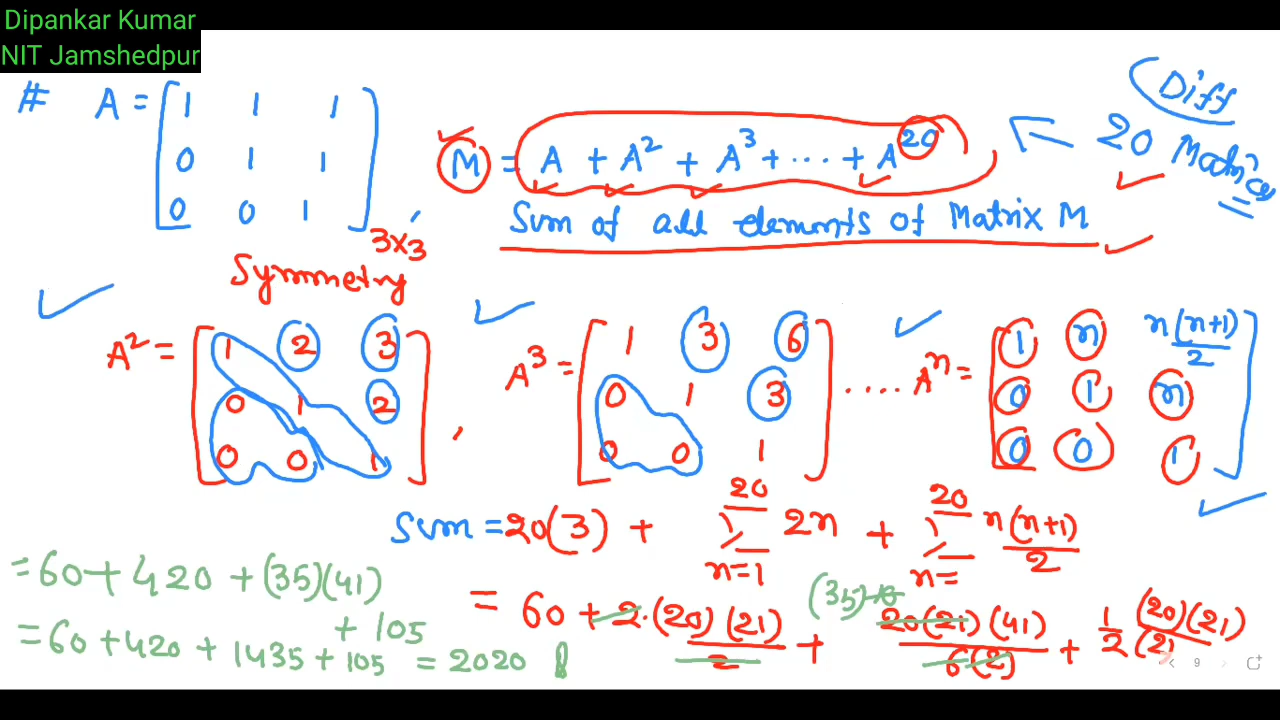 Dipankar Kumar
NIT Jamshedpur
# A = [1 1 1
0 1 1
0 0 1] 3x3
M = A + A² + A³ + ... + A²⁰
Diff
20 Matrices
Sum of all elements of Matrix M
Symmetry
A² = [1 2 3
0 1 2
0 0 1],
A³ = [1 3 6
0 1 3
0 0 1]
.... Aⁿ = [1 n n(n+1)/2
0 1 n
0 0 1]
Sum = 20(3) + Σ_{n=1}^{20} 2n + Σ_{n=}^{20} n(n+1)/2
= 60 + 2·(20)(21)/2 + 20(21)(41)/6(2) + 1/2 (20)(21)/(2
(35)
= 60 + 420 + (35)(41)
+ 105
= 60 + 420 + 1435 + 105 = 2020
9